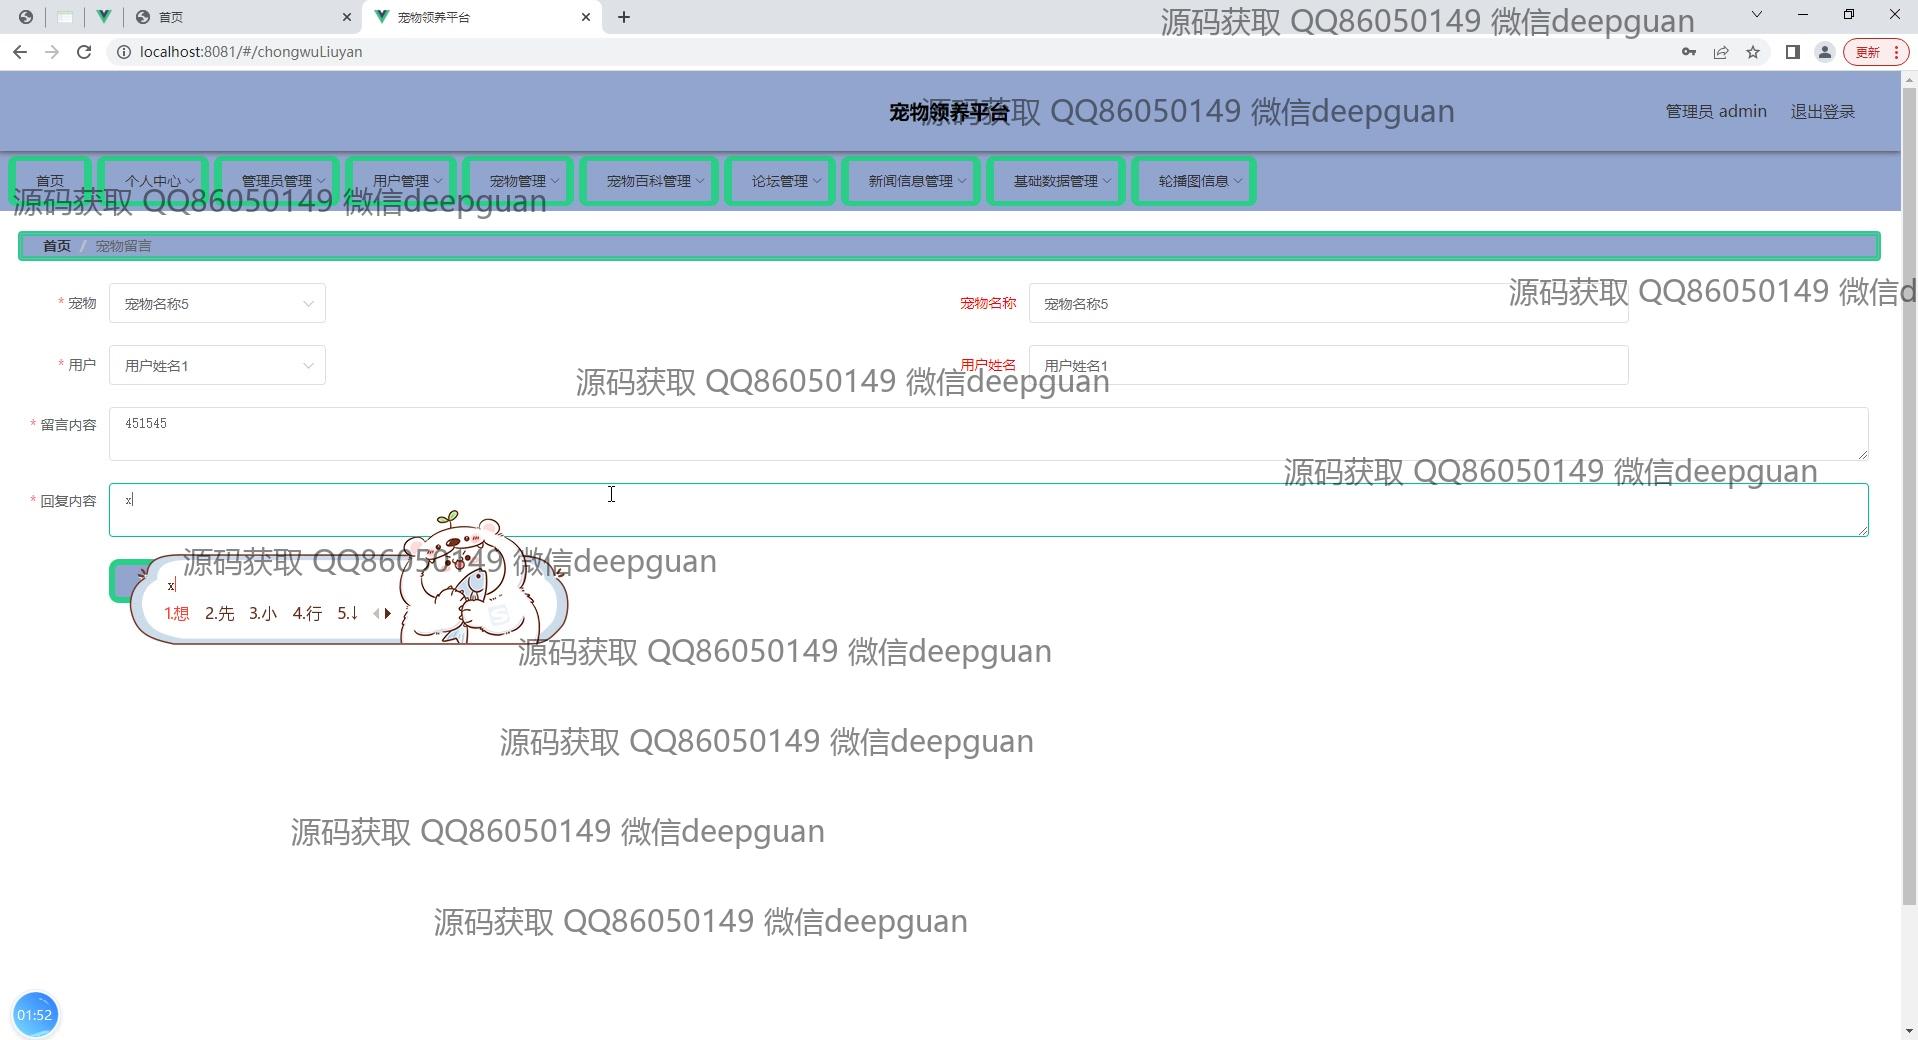 首页
宠物领养平台
源码获取 QQ86050149 微信deepguan
localhost:8081/#/chongwuLiuyan
更新
宠物领养平台
源码获取 QQ86050149 微信deepguan
管理员 admin
退出登录
首页
个人中心
管理员管理
用户管理
宠物管理
宠物百科管理
论坛管理
新闻信息管理
基础数据管理
轮播图信息
源码获取 QQ86050149 微信deepguan
首页 / 宠物留言
* 宠物
宠物名称5
宠物名称
宠物名称5
源码获取 QQ86050149 微信d
* 用户
用户姓名1
用户姓名
用户姓名1
源码获取 QQ86050149 微信deepguan
* 留言内容
451545
源码获取 QQ86050149 微信deepguan
* 回复内容
x
源码获取 QQ86050149 微信deepguan
x
1.想 2.先 3.小 4.行 5.↓
源码获取 QQ86050149 微信deepguan
源码获取 QQ86050149 微信deepguan
源码获取 QQ86050149 微信deepguan
源码获取 QQ86050149 微信deepguan
01:52